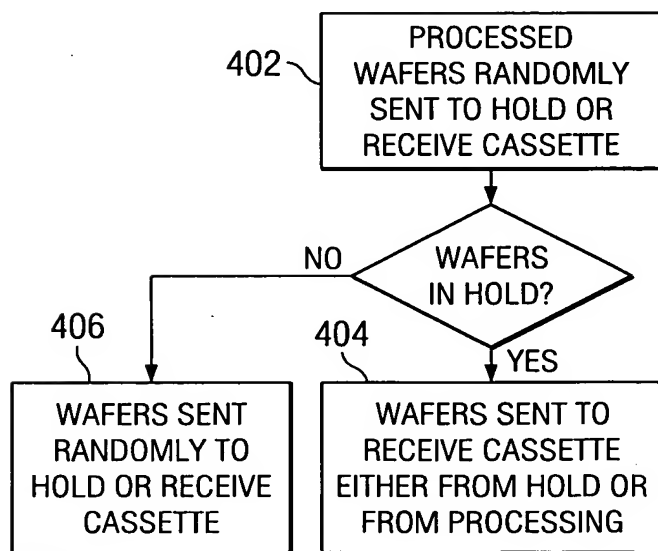 402
PROCESSED
WAFERS RANDOMLY
SENT TO HOLD OR
RECEIVE CASSETTE
WAFERS
IN HOLD?
NO
YES
406
WAFERS SENT
RANDOMLY TO
HOLD OR RECEIVE
CASSETTE
404
WAFERS SENT TO
RECEIVE CASSETTE
EITHER FROM HOLD OR
FROM PROCESSING